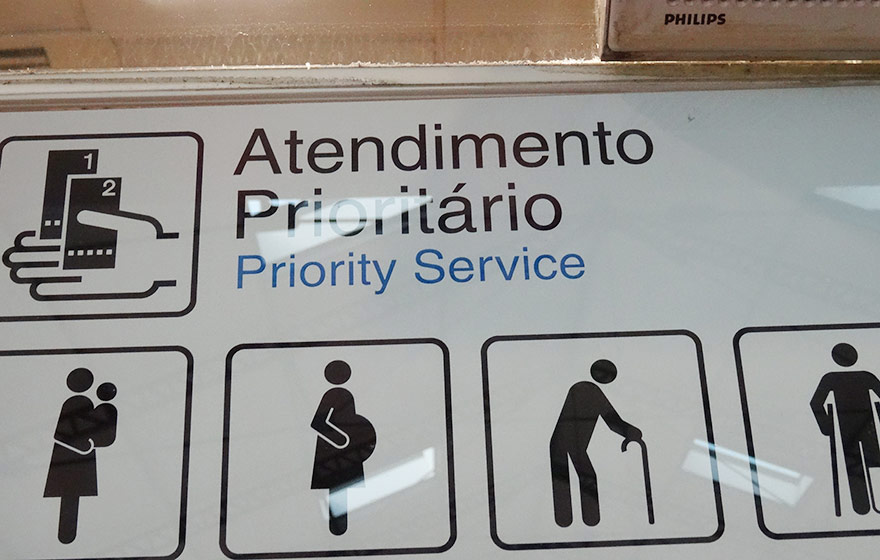 PHILIPS
Atendimento
1
2
Prioritário
Priority Service